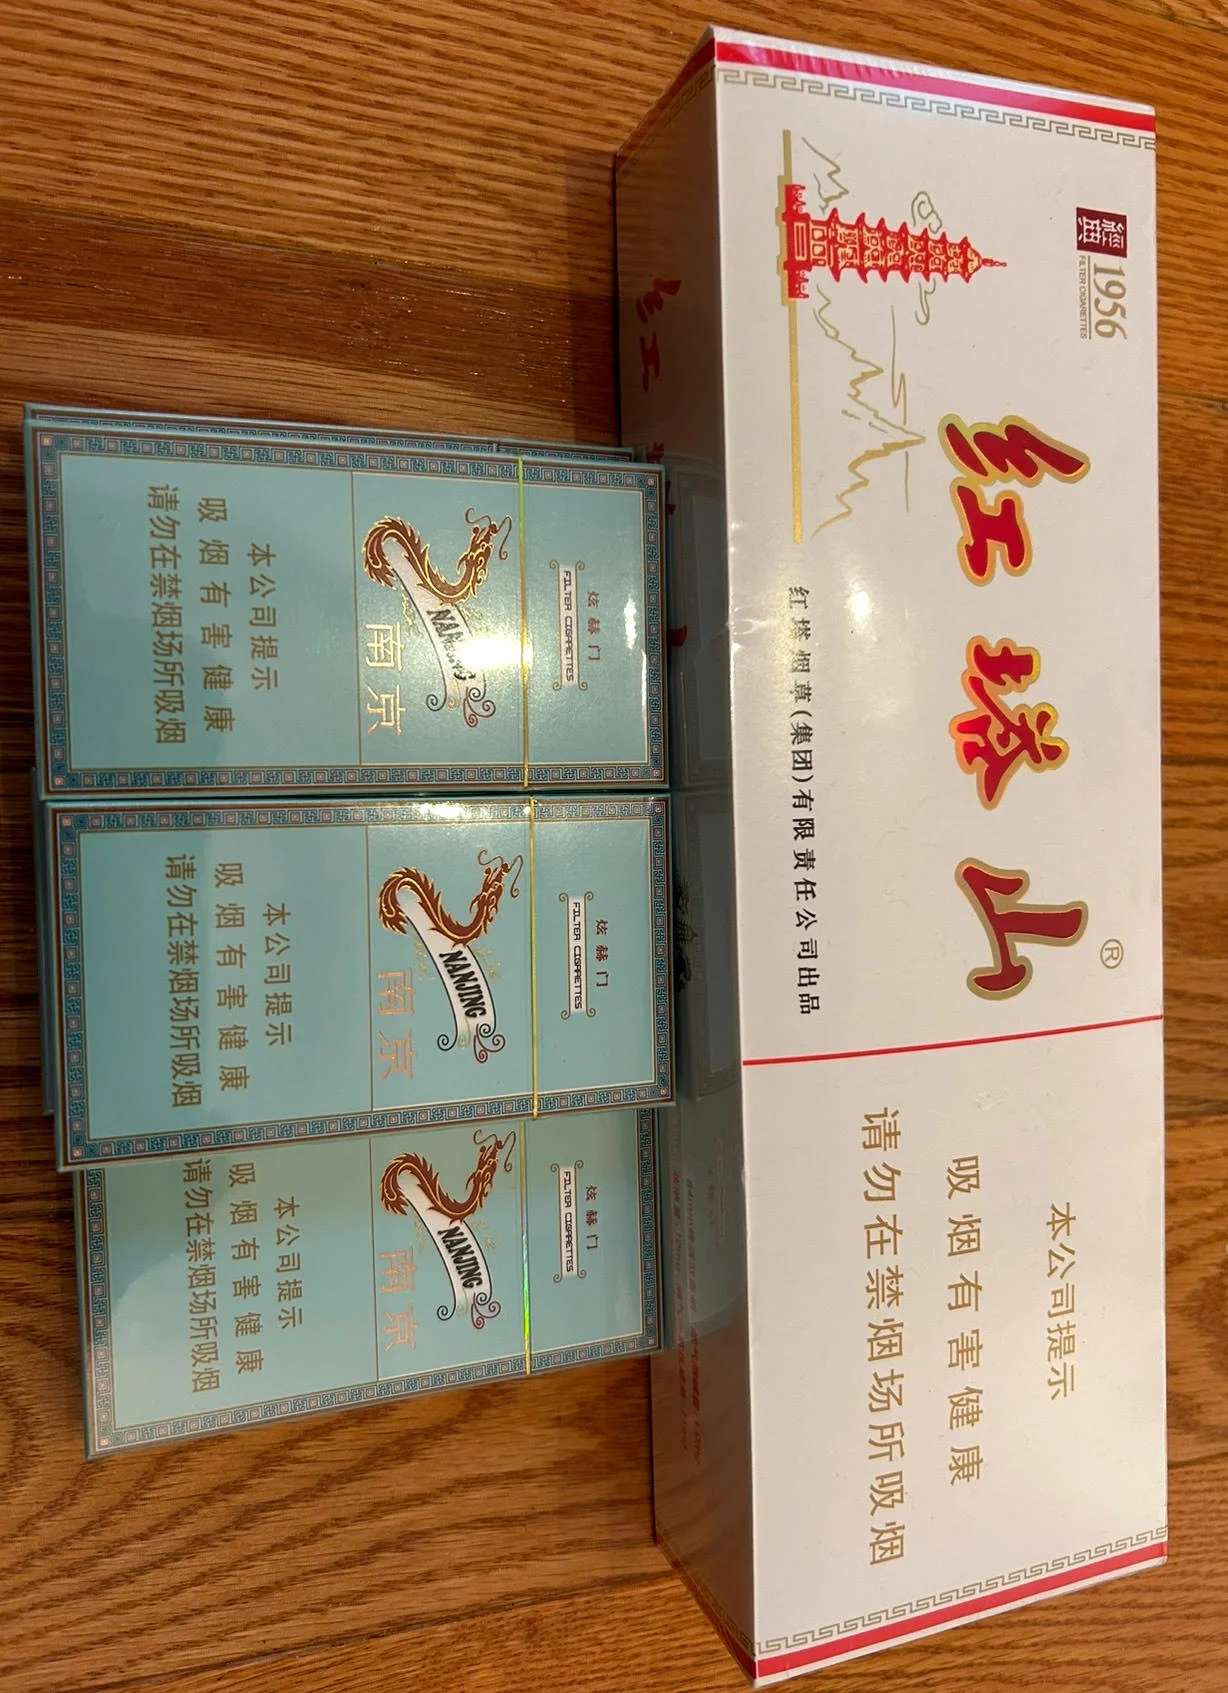 經典
1956
FILTER CIGARETTES
红塔山®
红塔烟草(集团)有限责任公司出品
本公司提示
吸烟有害健康
请勿在禁烟场所吸烟
红工
炫赫门
FILTER CIGARETTES
NANJING
南京
本公司提示
吸烟有害健康
请勿在禁烟场所吸烟
炫赫门
FILTER CIGARETTES
NANJING
南京
本公司提示
吸烟有害健康
请勿在禁烟场所吸烟
炫赫门
FILTER CIGARETTES
NANJING
南京
本公司提示
吸烟有害健康
请勿在禁烟场所吸烟